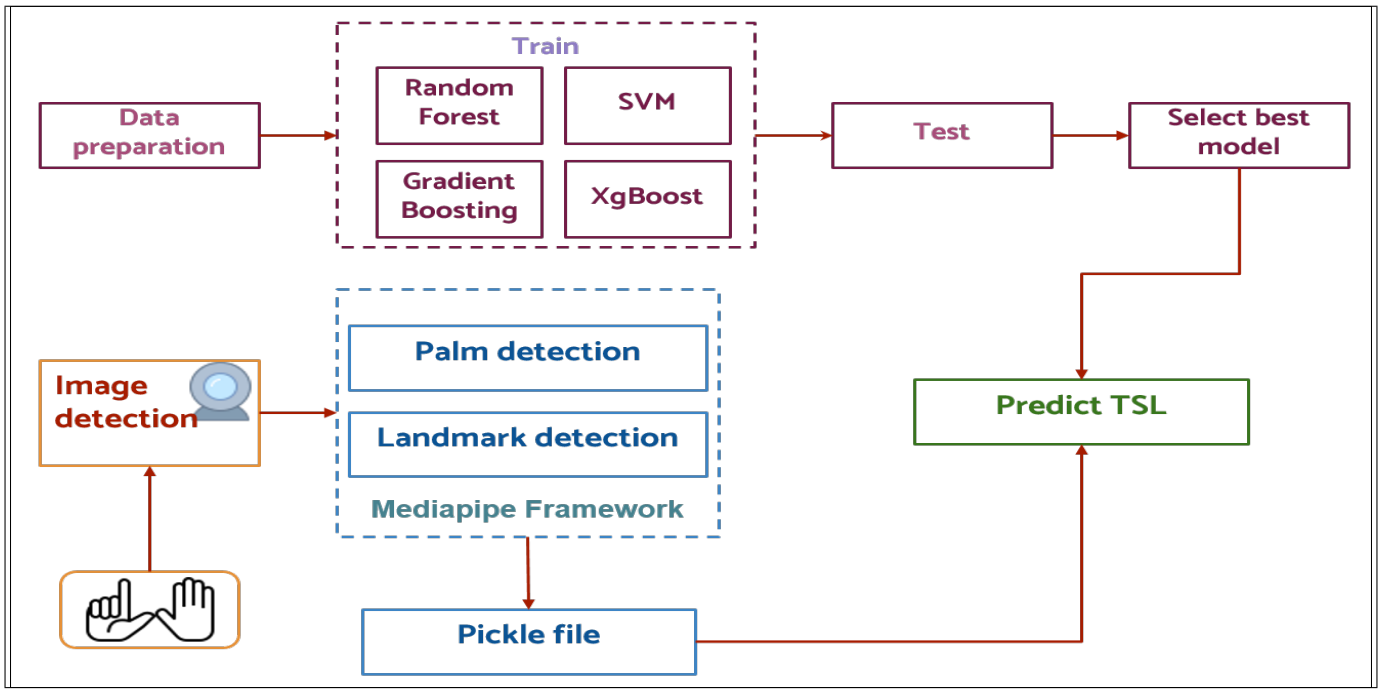 Train
Random
Forest
SVM
Data
preparation
Gradient
Boosting
XgBoost
Test
Select best
model
Image
detection
Palm detection
Landmark detection
Mediapipe Framework
Pickle file
Predict TSL